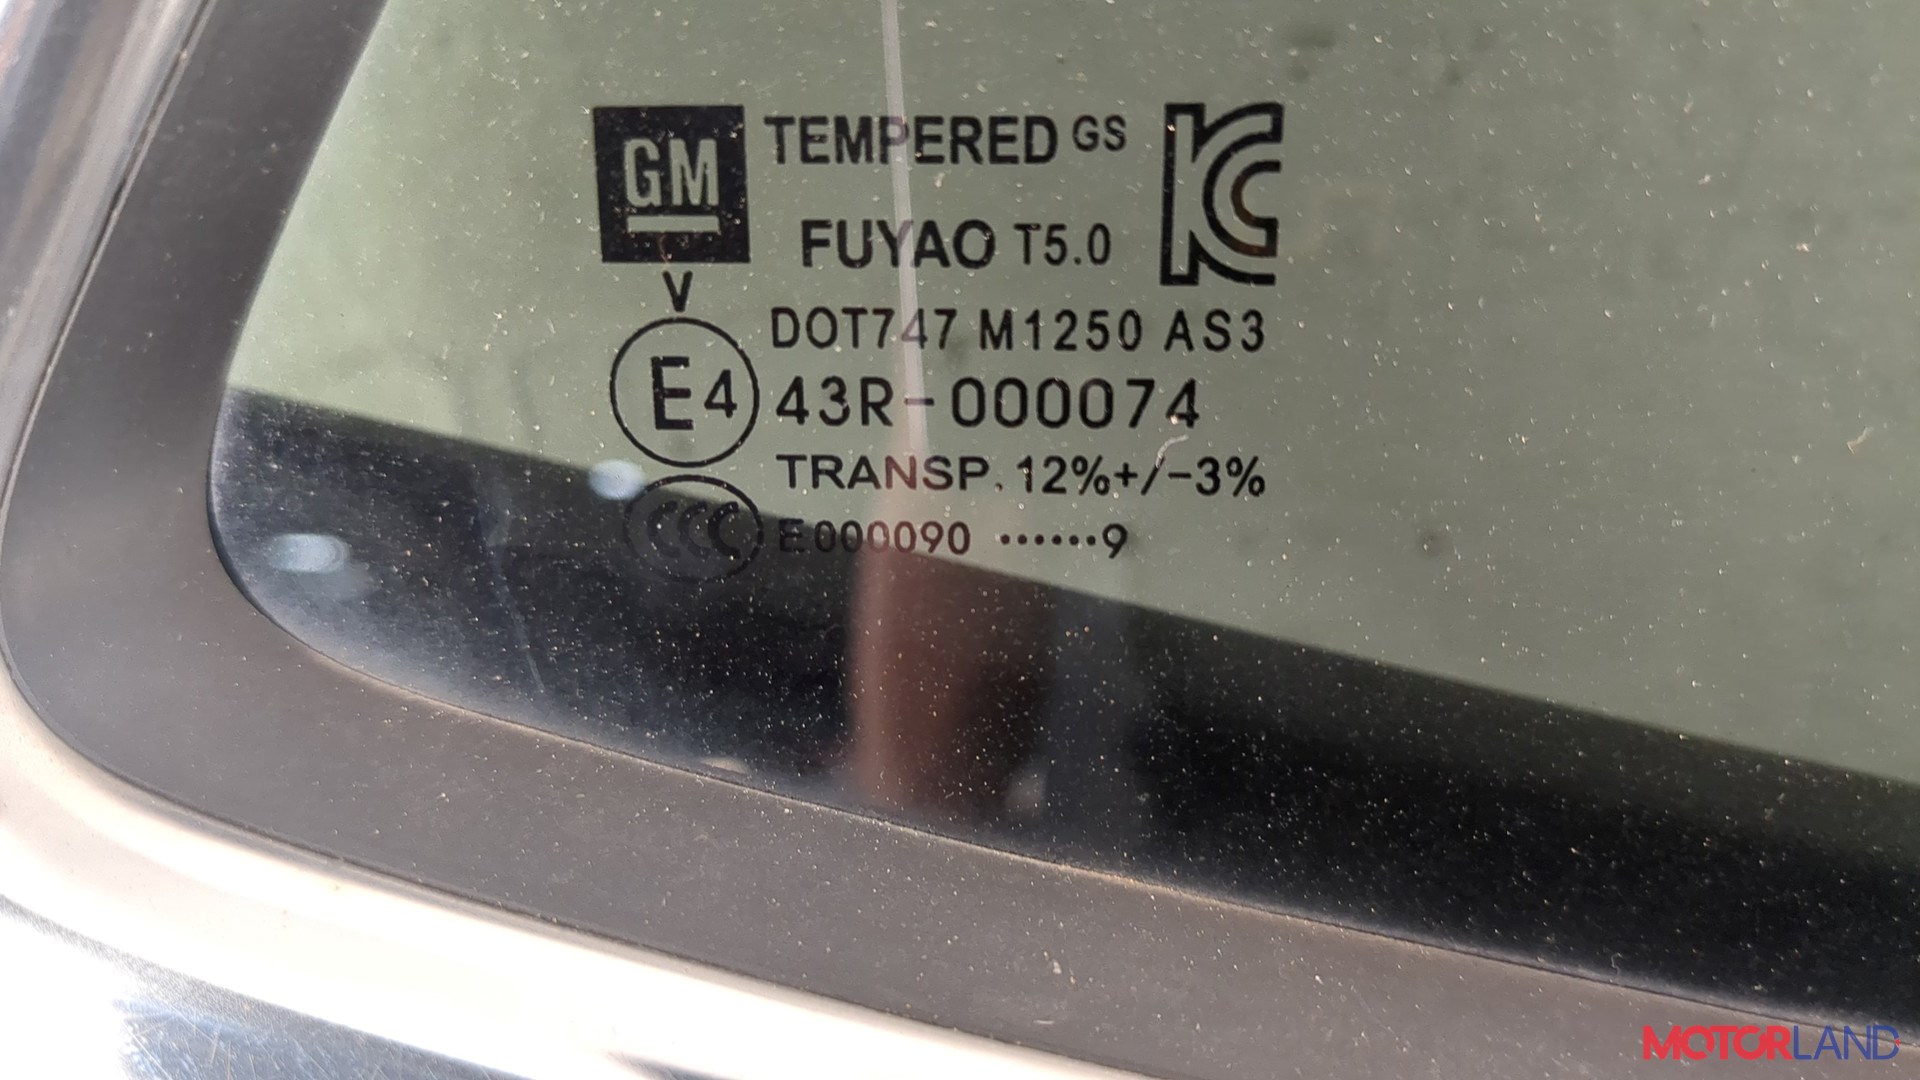 GM TEMPERED GS KC
FUYAO T5.0
V
DOT747 M1250 AS3
E4 43R-000074
TRANSP. 12%+/-3%
CCC E000090 ······9
MOTORLAND